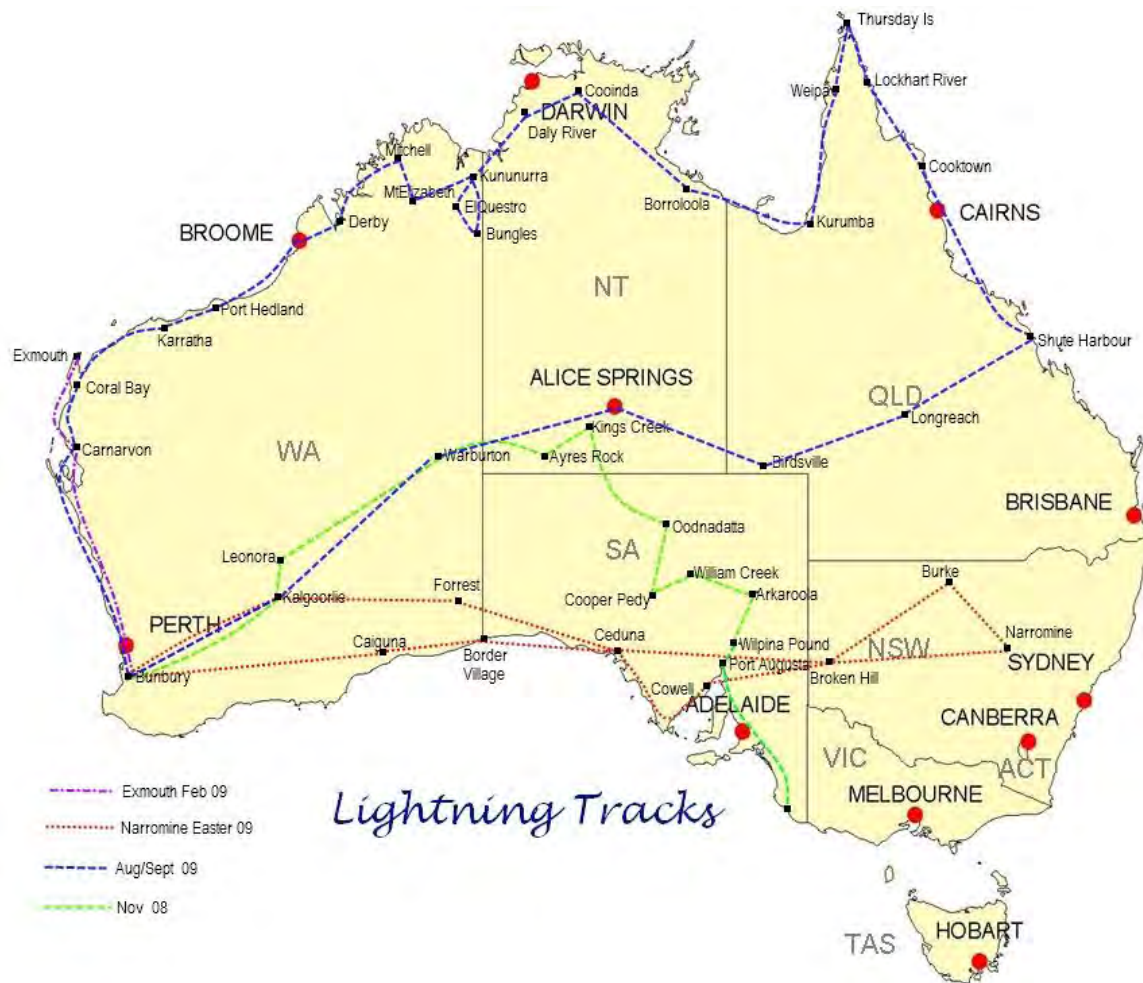 Thursday Is
Weipa
Lockhart River
Cooinda
DARWIN
Daly River
Mitchell
Kununurra
Cooktown
MtElizabeth
ElQuestro
Borroloola
CAIRNS
Derby
Kurumba
BROOME
Bungles
NT
Port Hedland
Karratha
Shute Harbour
Exmouth
ALICE SPRINGS
Coral Bay
QLD
Longreach
Kings Creek
WA
Carnarvon
Warburton
Ayres Rock
Birdsville
BRISBANE
Oodnadatta
SA
Leonora
William Creek
Burke
Forrest
Kalgoorlie
Cooper Pedy
Arkaroola
PERTH
Narromine
Caiguna
Ceduna
Wilpina Pound
NSW
Border
Village
SYDNEY
Bunbury
Port Augusta
Broken Hill
Cowell
ADELAIDE
CANBERRA
VIC
ACT
MELBOURNE
Exmouth Feb 09
Narromine Easter 09
Aug/Sept 09
Nov 08
Lightning Tracks
TAS
HOBART